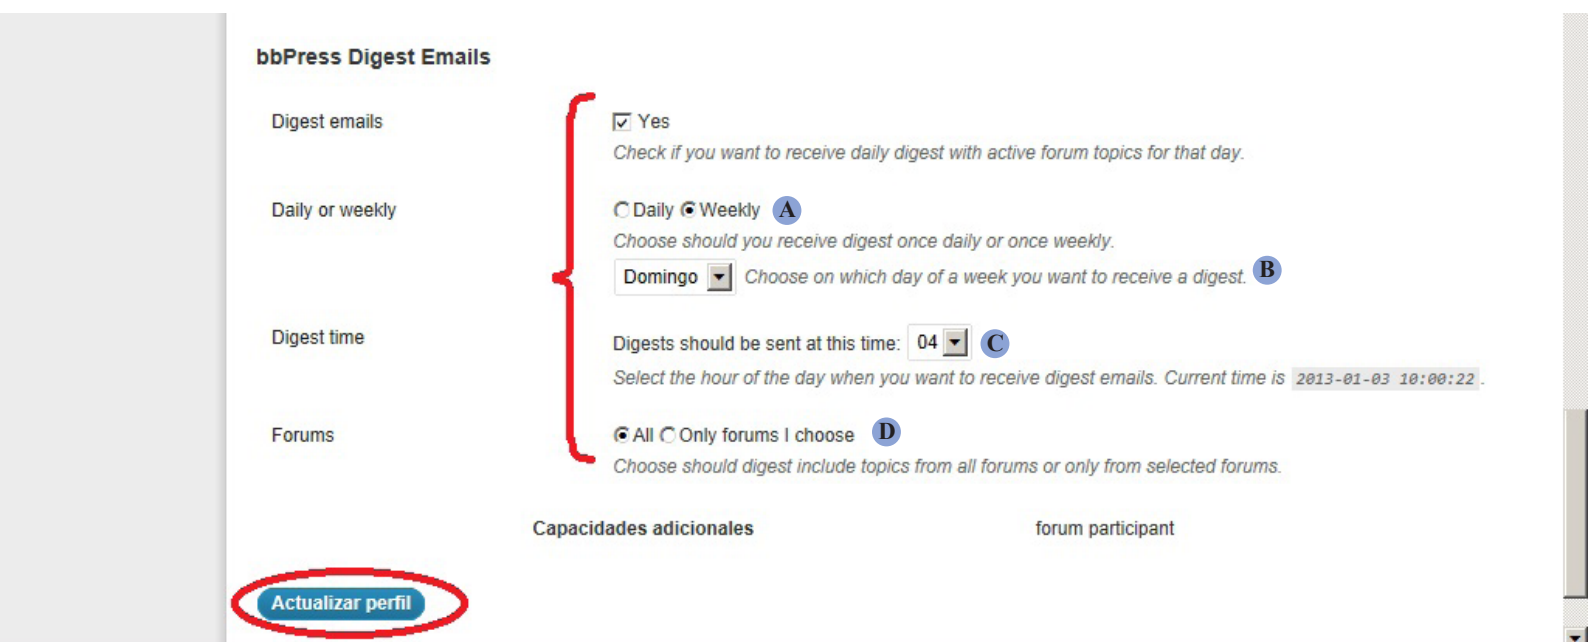 bbPress Digest Emails
Digest emails
Yes
Check if you want to receive daily digest with active forum topics for that day.
Daily or weekly
Daily Weekly A
Choose should you receive digest once daily or once weekly.
Domingo Choose on which day of a week you want to receive a digest. B
Digest time
Digests should be sent at this time: 04 C
Select the hour of the day when you want to receive digest emails. Current time is 2013-01-03 10:00:22 .
Forums
All Only forums I choose D
Choose should digest include topics from all forums or only from selected forums.
Capacidades adicionales forum participant
Actualizar perfil